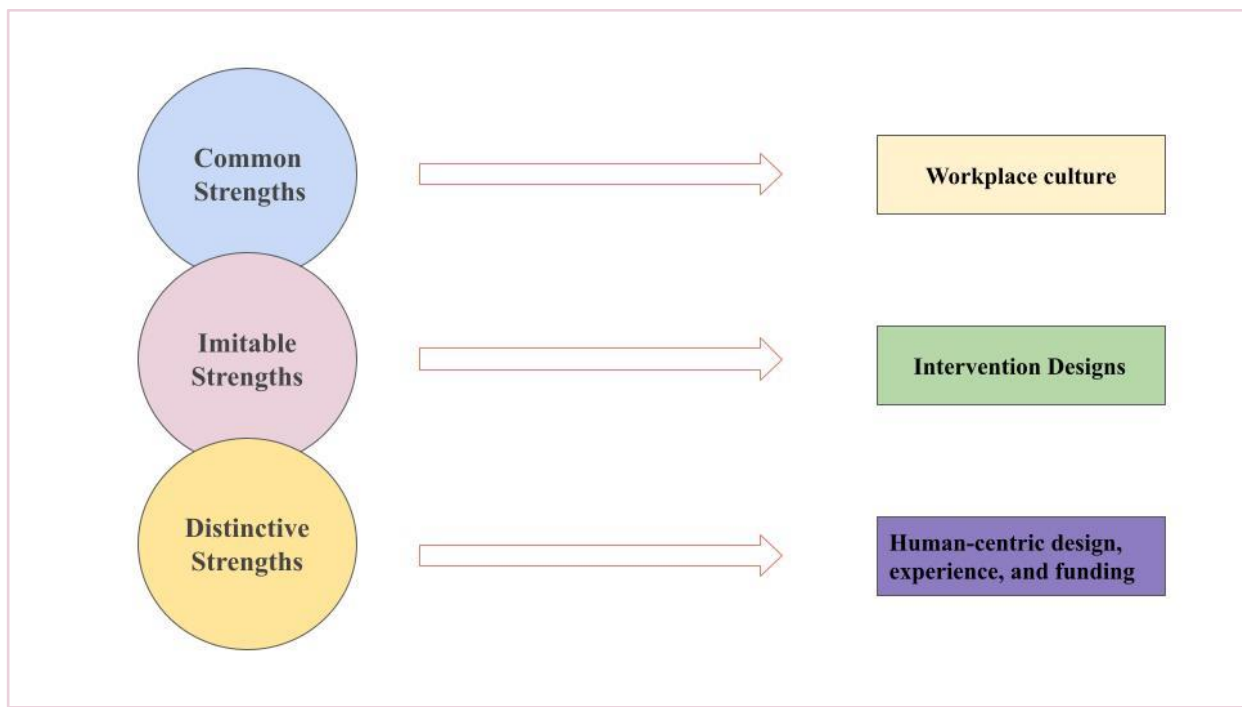 Common
Strengths
Workplace culture
Imitable
Strengths
Intervention Designs
Distinctive
Strengths
Human-centric design,
experience, and funding